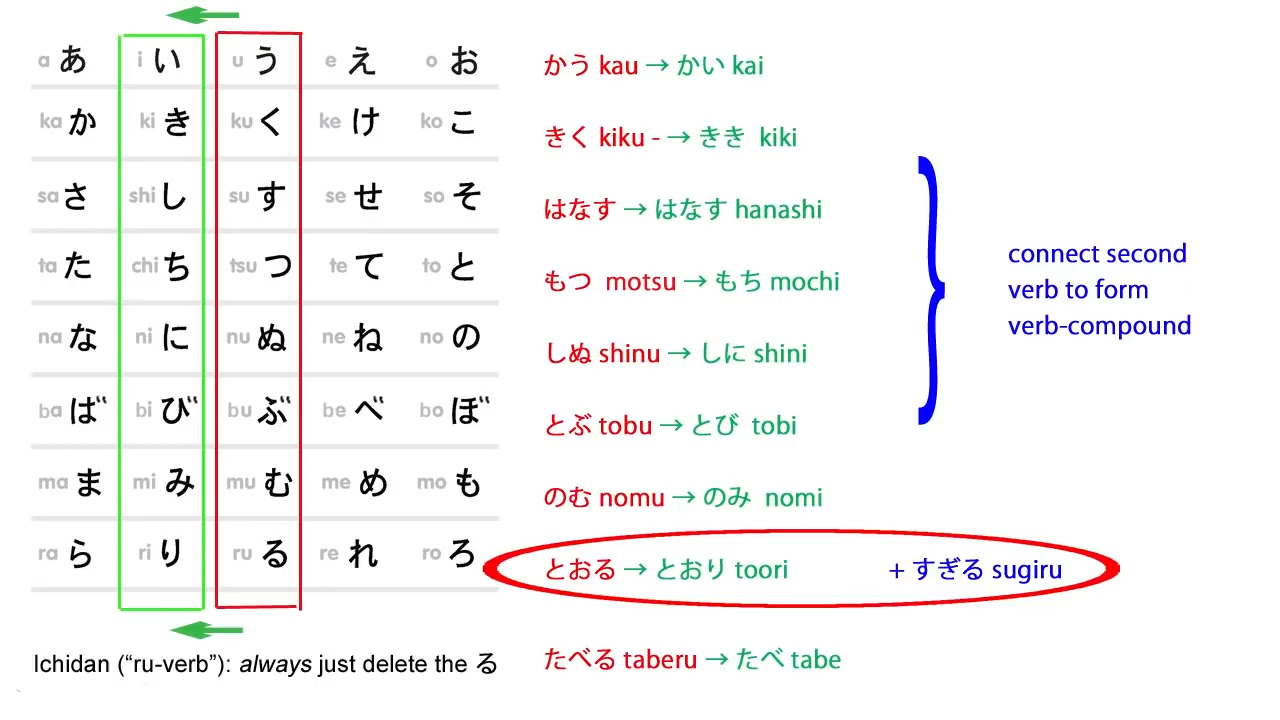 a あ i い u う e え o お
ka か ki き ku く ke け ko こ
sa さ shi し su す se せ so そ
ta た chi ち tsu つ te て to と
na な ni に nu ぬ ne ね no の
ba ば bi び bu ぶ be べ bo ぼ
ma ま mi み mu む me め mo も
ra ら ri り ru る re れ ro ろ
Ichidan (“ru-verb”): always just delete the る
かう kau → かい kai
きく kiku - → きき kiki
はなす → はなす hanashi
もつ motsu → もち mochi
しぬ shinu → しに shini
とぶ tobu → とび tobi
のむ nomu → のみ nomi
とおる → とおり toori + すぎる sugiru
たべる taberu → たべ tabe
connect second
verb to form
verb-compound